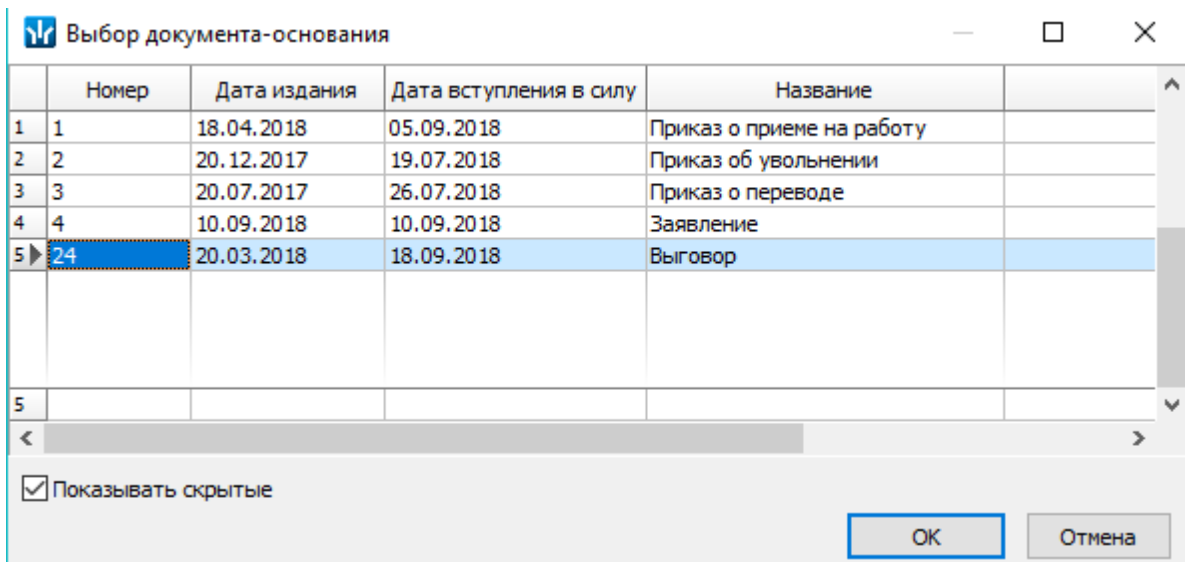 Выбор документа-основания
Номер Дата издания Дата вступления в силу Название
1 1 18.04.2018 05.09.2018 Приказ о приеме на работу
2 2 20.12.2017 19.07.2018 Приказ об увольнении
3 3 20.07.2017 26.07.2018 Приказ о переводе
4 4 10.09.2018 10.09.2018 Заявление
5 24 20.03.2018 18.09.2018 Выговор
5
Показывать скрытые
ОК Отмена